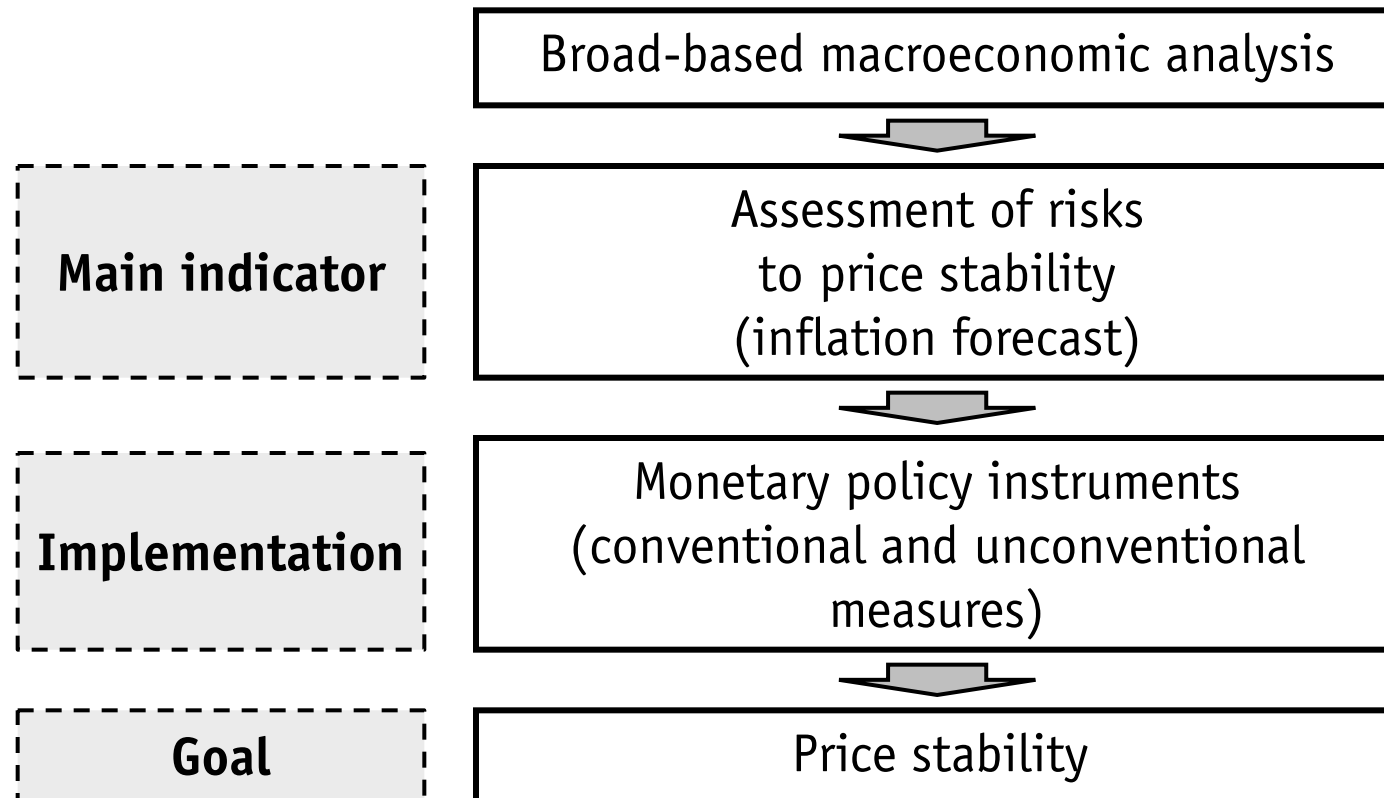 Broad-based macroeconomic analysis
Main indicator
Assessment of risks
to price stability
(inflation forecast)
Implementation
Monetary policy instruments
(conventional and unconventional
measures)
Goal
Price stability